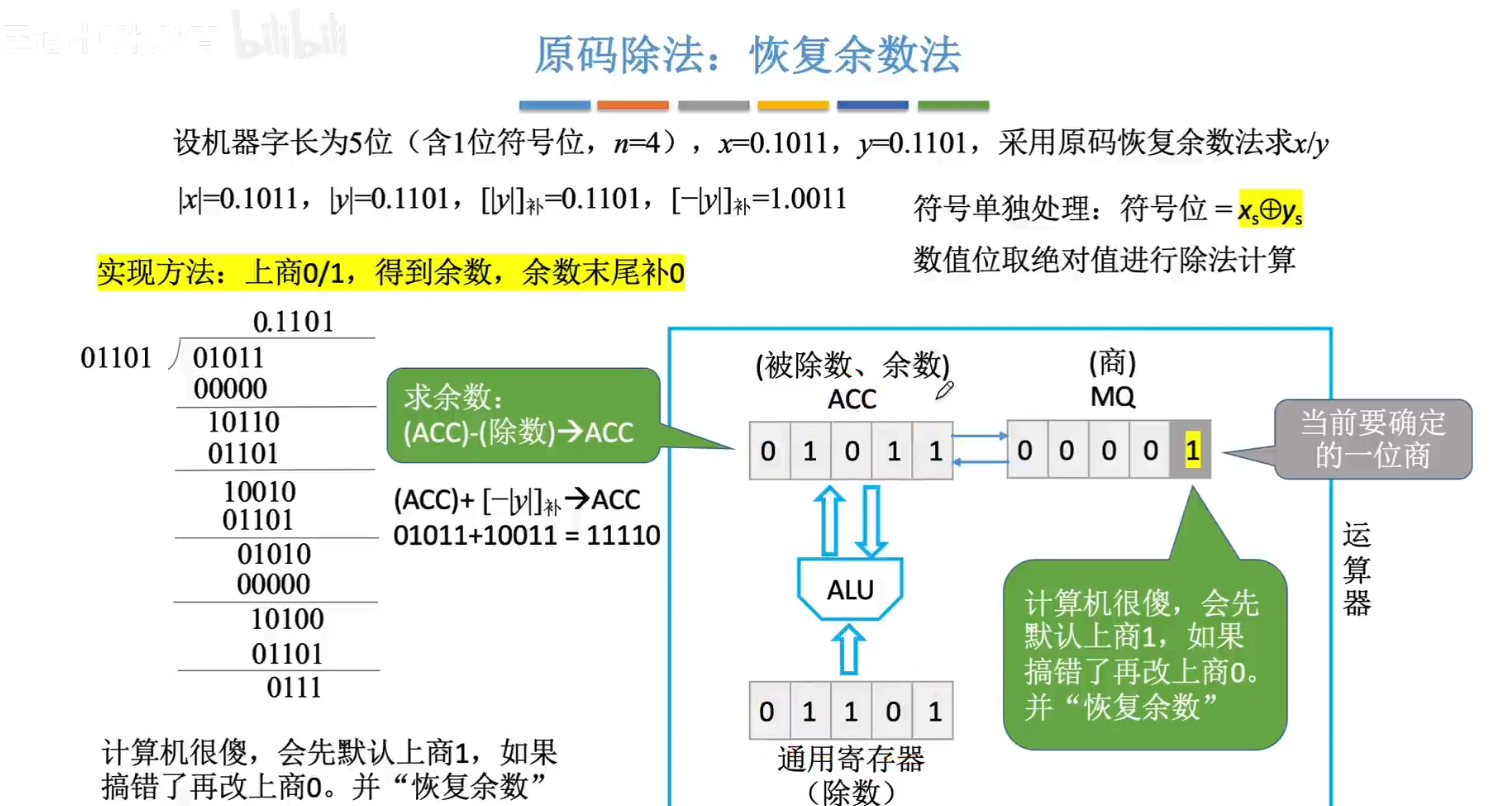 bilibili
原码除法：恢复余数法
设机器字长为5位（含1位符号位，n=4），x=0.1011，y=0.1101，采用原码恢复余数法求x/y
|x|=0.1011，|y|=0.1101，[|y|]补=0.1101，[−|y|]补=1.0011
符号单独处理：符号位 = xs⊕ys
数值位取绝对值进行除法计算
实现方法：上商0/1，得到余数，余数末尾补0
0.1101
01101
01011
00000
10110
01101
10010
01101
01010
00000
10100
01101
0111
求余数：
(ACC)-(除数)→ACC
(ACC)+ [−|y|]补→ACC
01011+10011 = 11110
(被除数、余数)
ACC
0 1 0 1 1
(商)
MQ
0 0 0 0 1
当前要确定
的一位商
ALU
0 1 1 0 1
通用寄存器
（除数）
计算机很傻，会先
默认上商1，如果
搞错了再改上商0。
并“恢复余数”
运
算
器
计算机很傻，会先默认上商1，如果
搞错了再改上商0。并“恢复余数”